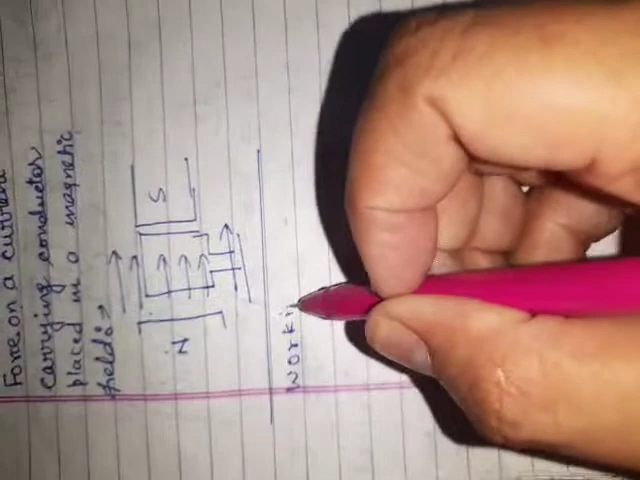 Force on a current
carrying conductor
placed in a magnetic
field:→
N S
Worki